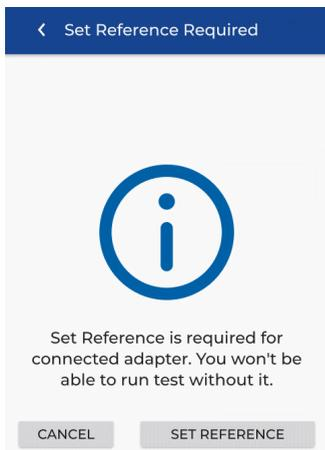 Set Reference Required
Set Reference is required for
connected adapter. You won't be
able to run test without it.
CANCEL
SET REFERENCE